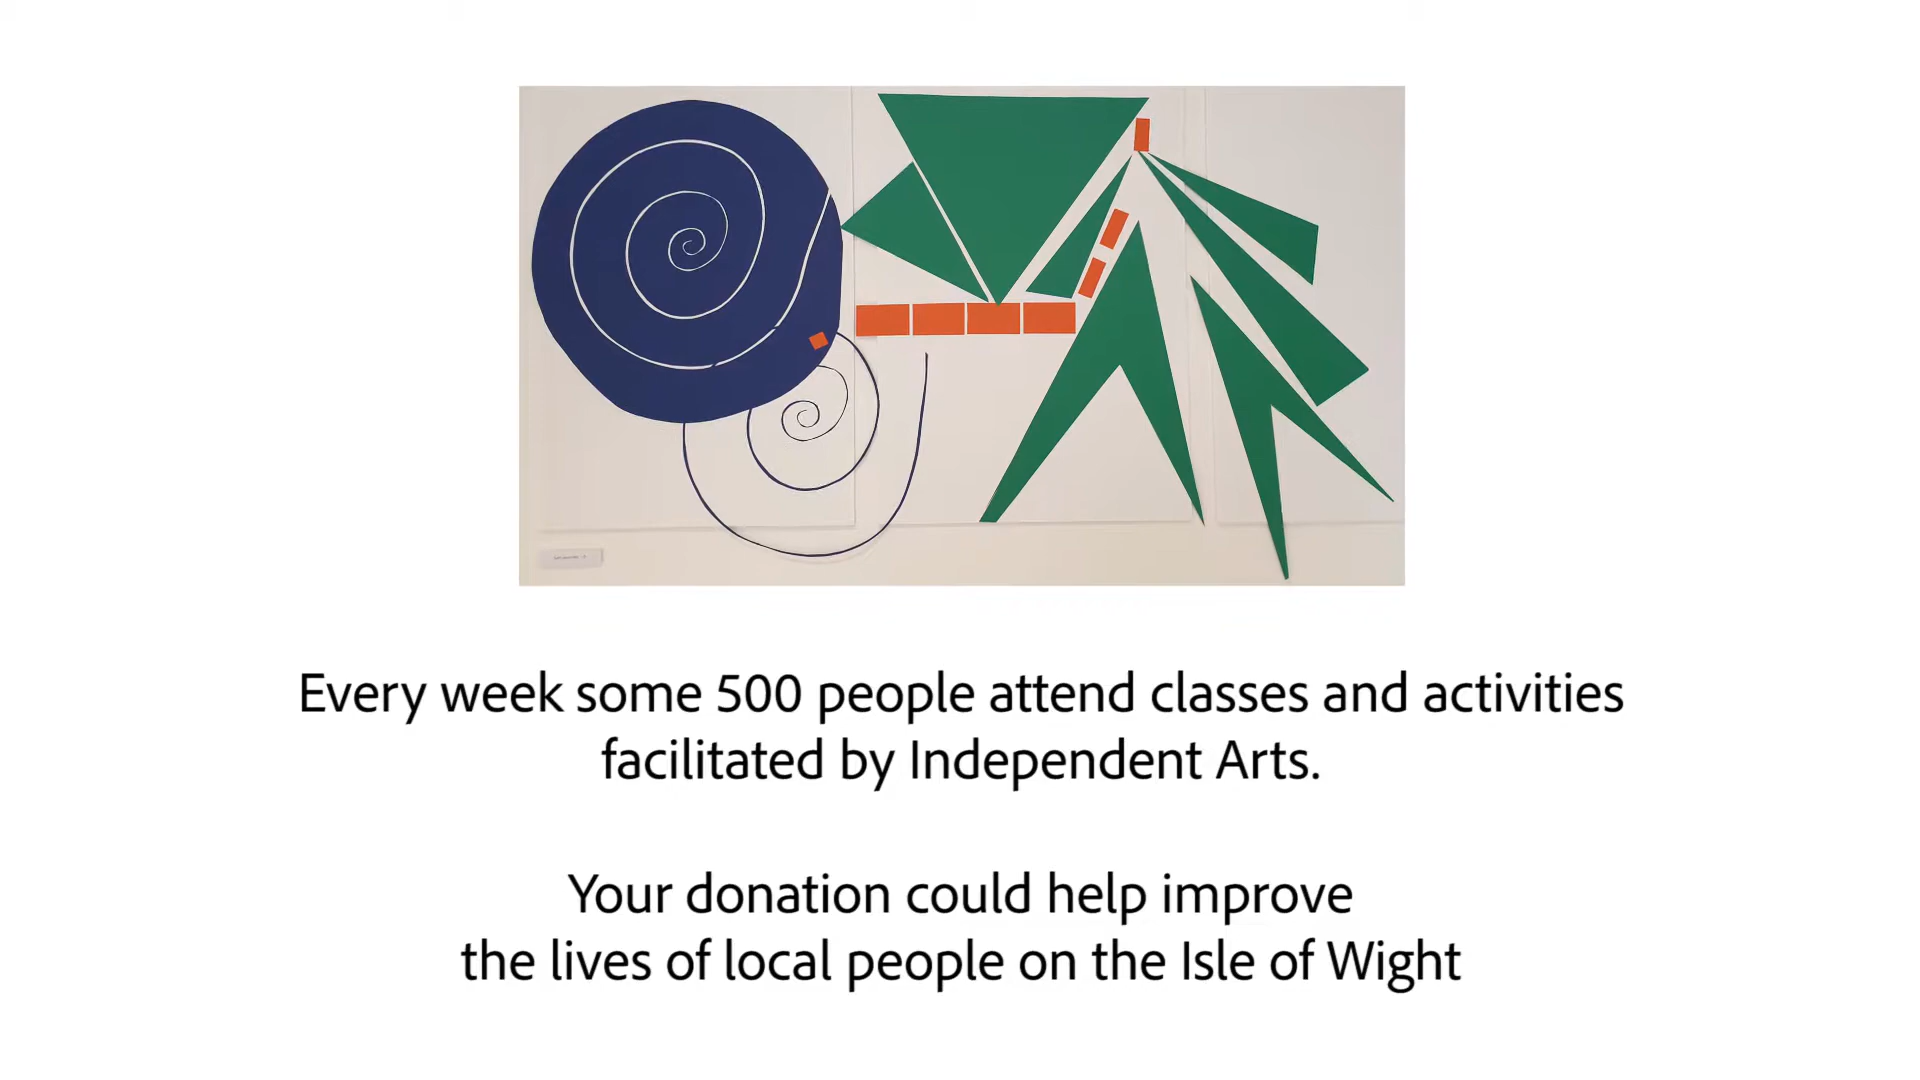 Every week some 500 people attend classes and activities
facilitated by Independent Arts.
Your donation could help improve
the lives of local people on the Isle of Wight